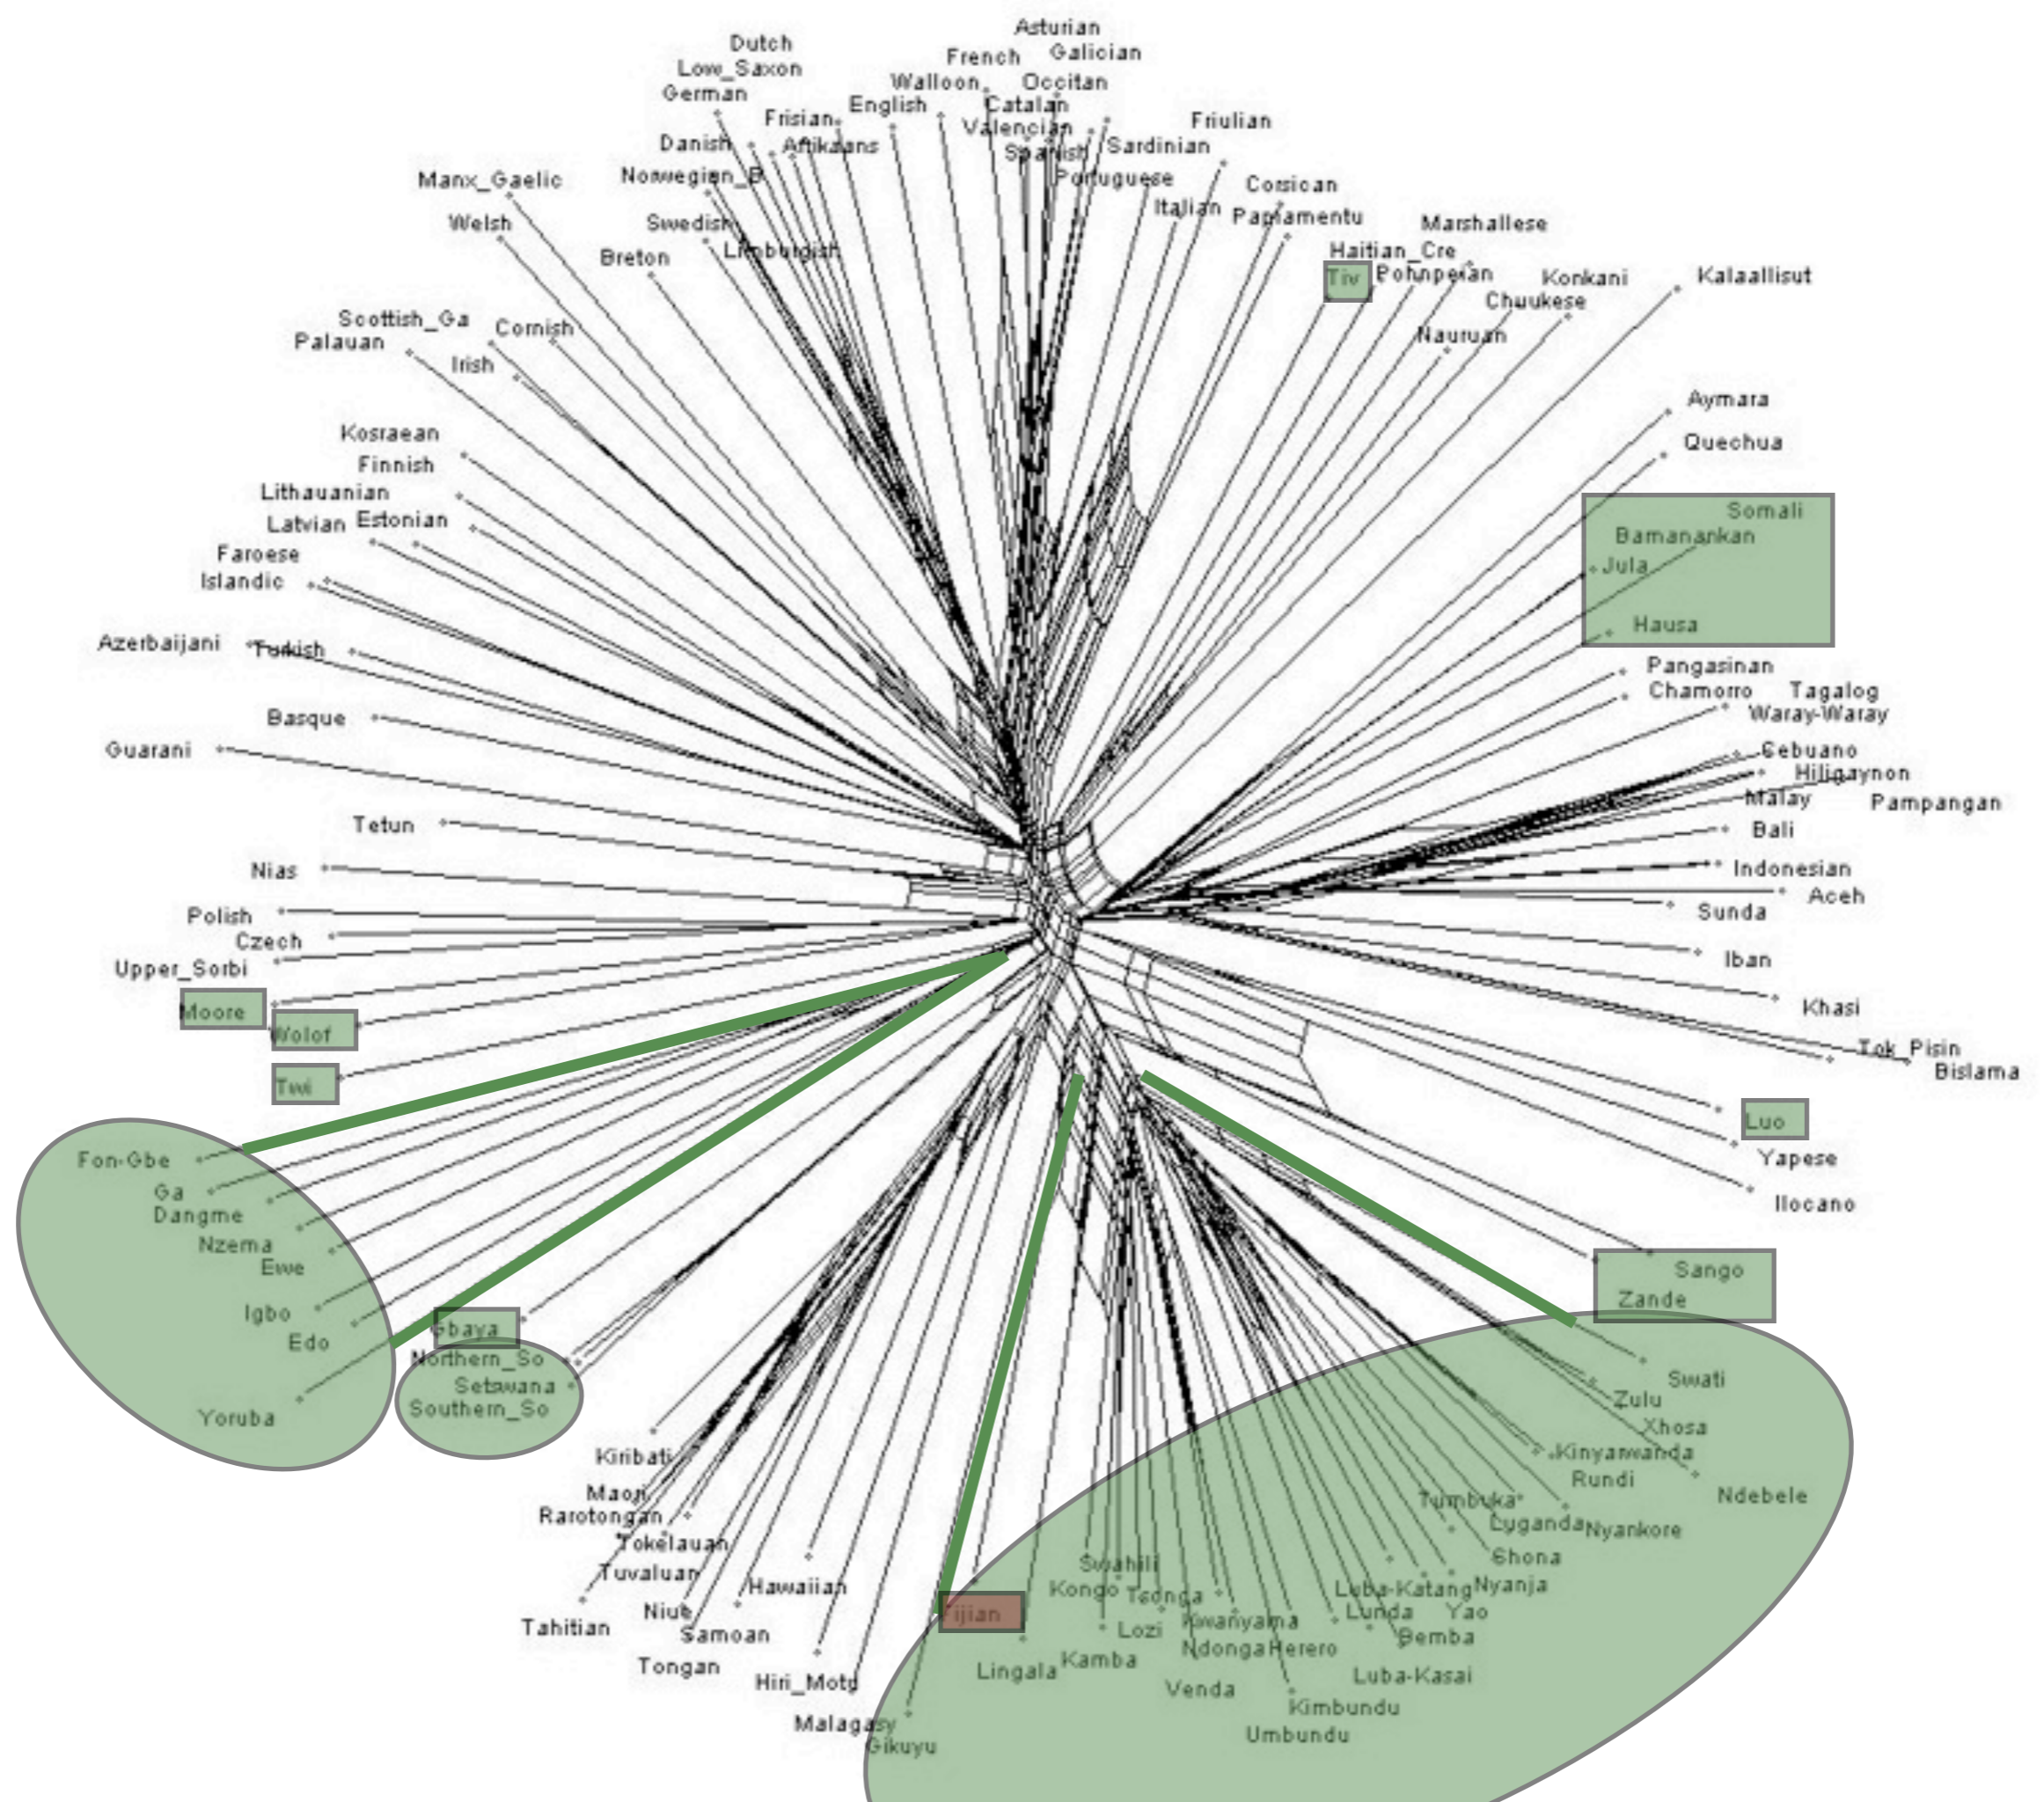 Asturian
Dutch
French
Galician
Low_Saxon
Walloon
Occitan
German
English
Catalan
Frisian
Valencian
Friulian
Danish
Afrikaans
Spanish
Sardinian
Manx_Gaelic
Norwegian_B
Portuguese
Corsican
Italian
Papiamentu
Welsh
Swedish
Limburgish
Marshallese
Breton
Haitian_Cre
Tiv
Pohnpeian
Konkani
Kalaallisut
Chuukese
Scottish_Ga
Cornish
Palauan
Nauruan
Irish
Aymara
Kosraean
Quechua
Finnish
Lithauanian
Somali
Latvian
Estonian
Bamanankan
Faroese
Jula
Islandic
Hausa
Azerbaijani
Turkish
Pangasinan
Chamorro
Tagalog
Basque
Waray-Waray
Guarani
Cebuano
Hiligaynon
Malay
Pampangan
Tetun
Bali
Nias
Indonesian
Aceh
Polish
Sunda
Czech
Iban
Upper_Sorbi
Moore
Khasi
Wolof
Tok_Pisin
Bislama
Twi
Luo
Fon-Gbe
Yapese
Ga
Ilocano
Dangme
Nzema
Ewe
Sango
Igbo
Zande
Edo
Gbaya
Northern_So
Setswana
Swati
Southern_So
Zulu
Yoruba
Xhosa
Kiribati
Kinyarwanda
Rundi
Maori
Ndebele
Rarotongan
Tumbuka
Luganda
Nyankore
Tokelauan
Shona
Tuvaluan
Hawaiian
Swahili
Kongo
Tsonga
Luba-Katang
Nyanja
Niue
Fijian
Kwanyama
Lunda
Yao
Tahitian
Samoan
Lozi
Bemba
Tongan
Ndonga
Herero
Lingala
Kamba
Luba-Kasai
Hiri_Motu
Venda
Kimbundu
Malagasy
Umbundu
Gikuyu